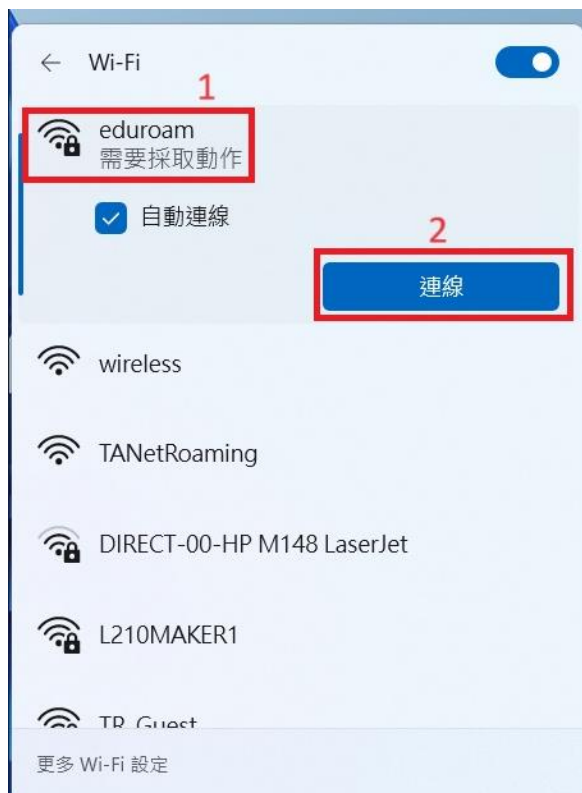 Wi-Fi
1
eduroam
需要採取動作
自動連線
2
連線
wireless
TANetRoaming
DIRECT-00-HP M148 LaserJet
L210MAKER1
TR_Guest
更多 Wi-Fi 設定